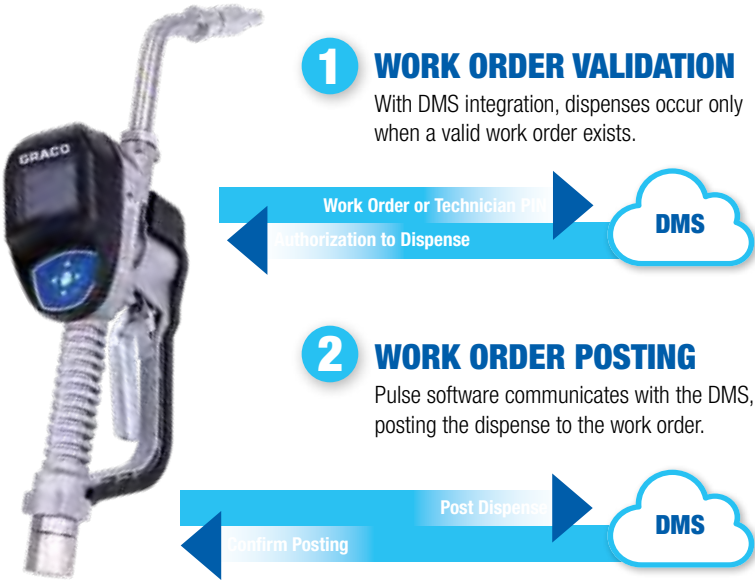 GRACO
1 WORK ORDER VALIDATION
With DMS integration, dispenses occur only
when a valid work order exists.
Work Order or Technician PIN
Authorization to Dispense
DMS
2 WORK ORDER POSTING
Pulse software communicates with the DMS,
posting the dispense to the work order.
Post Dispense
Confirm Posting
DMS